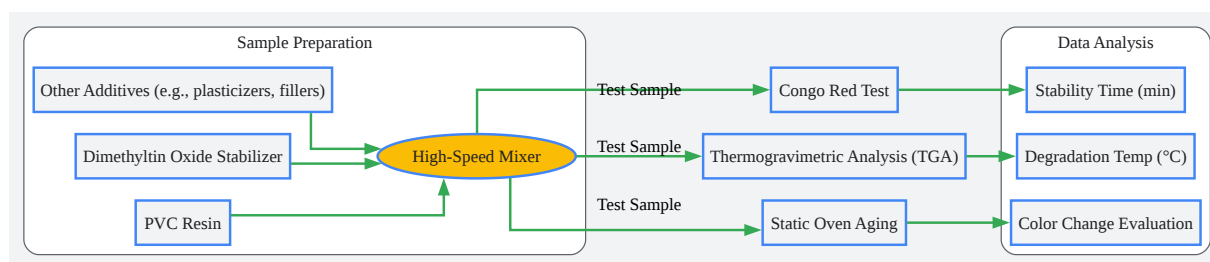 Sample Preparation
Data Analysis
Other Additives (e.g., plasticizers, fillers)
Test Sample
Congo Red Test
Stability Time (min)
Dimethyltin Oxide Stabilizer
High-Speed Mixer
Test Sample
Thermogravimetric Analysis (TGA)
Degradation Temp (°C)
PVC Resin
Test Sample
Static Oven Aging
Color Change Evaluation